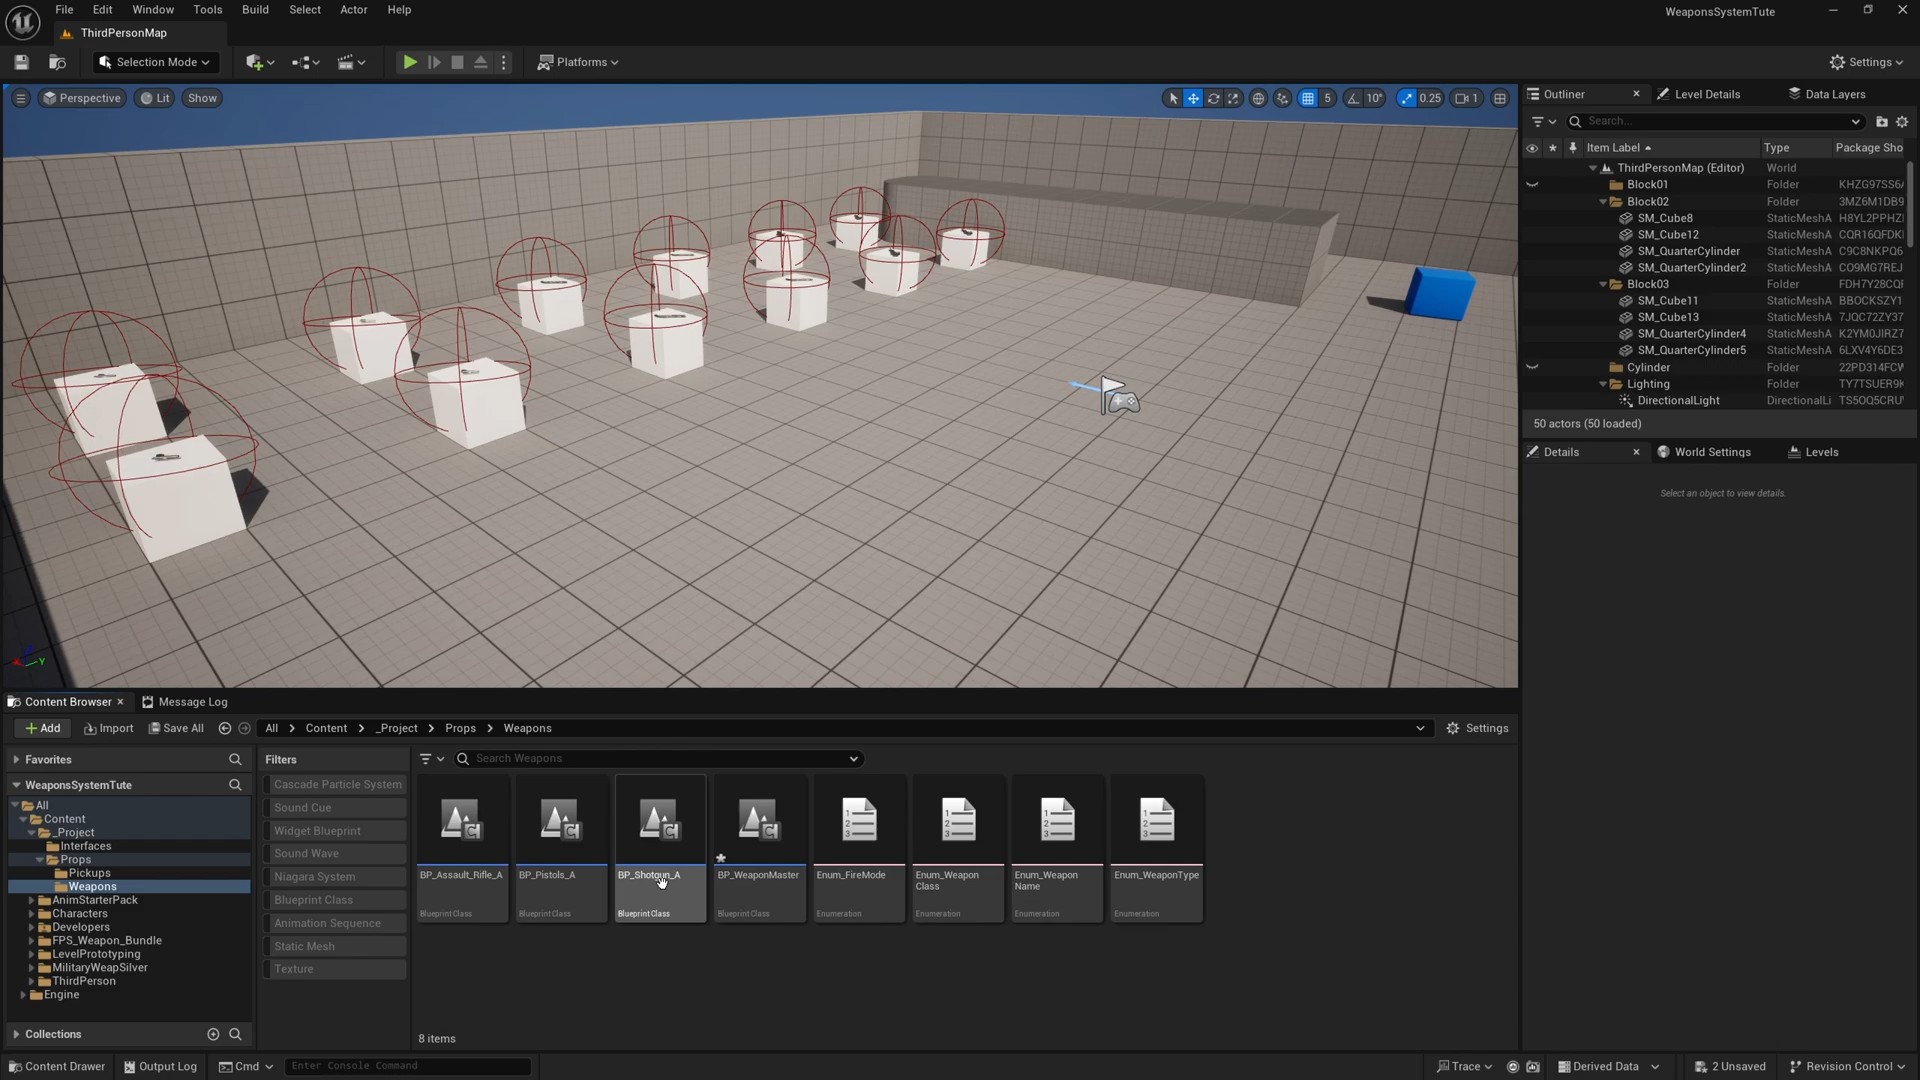 File Edit Window Tools Build Select Actor Help
WeaponsSystemTute
ThirdPersonMap
Selection Mode
Platforms
Settings
Perspective Lit Show
5 10° 0.25 1
Outliner Level Details Data Layers
Search...
Item Label Type Package Sho
ThirdPersonMap (Editor) World
Block01 Folder KHZG97SS6
Block02 Folder 3MZ6M1DB9
SM_Cube8 StaticMeshA H8YL2PPHZ
SM_Cube12 StaticMeshA CQR16QFDK
SM_QuarterCylinder StaticMeshA C9C8NKPQ6
SM_QuarterCylinder2 StaticMeshA CO9MG7REJ
Block03 Folder FDH7Y28CQ
SM_Cube11 StaticMeshA BBOCKSZY1
SM_Cube13 StaticMeshA 7JQC72ZY37
SM_QuarterCylinder4 StaticMeshA K2YM0JIRZ7
SM_QuarterCylinder5 StaticMeshA 6LXV4Y6DE3
Cylinder Folder 22PD314FC
Lighting Folder TY7TSUER9
DirectionalLight DirectionalLi TS5OQ5CRU
50 actors (50 loaded)
Details World Settings Levels
Select an object to view details.
Content Browser Message Log
Add Import Save All All Content _Project Props Weapons Settings
Favorites
WeaponsSystemTute
All
Content
_Project
Interfaces
Props
Pickups
Weapons
AnimStarterPack
Characters
Developers
FPS_Weapon_Bundle
LevelPrototyping
MilitaryWeapSilver
ThirdPerson
Engine
Collections
Filters
Cascade Particle System
Sound Cue
Widget Blueprint
Sound Wave
Niagara System
Blueprint Class
Animation Sequence
Static Mesh
Texture
Search Weapons
BP_Assault_Rifle_A
Blueprint Class
BP_Pistols_A
Blueprint Class
BP_Shotgun_A
Blueprint Class
BP_WeaponMaster
Blueprint Class
Enum_FireMode
Enumeration
Enum_Weapon
Class
Enumeration
Enum_Weapon
Name
Enumeration
Enum_WeaponType
Enumeration
8 items
Content Drawer Output Log Cmd Enter Console Command Trace Derived Data 2 Unsaved Revision Control